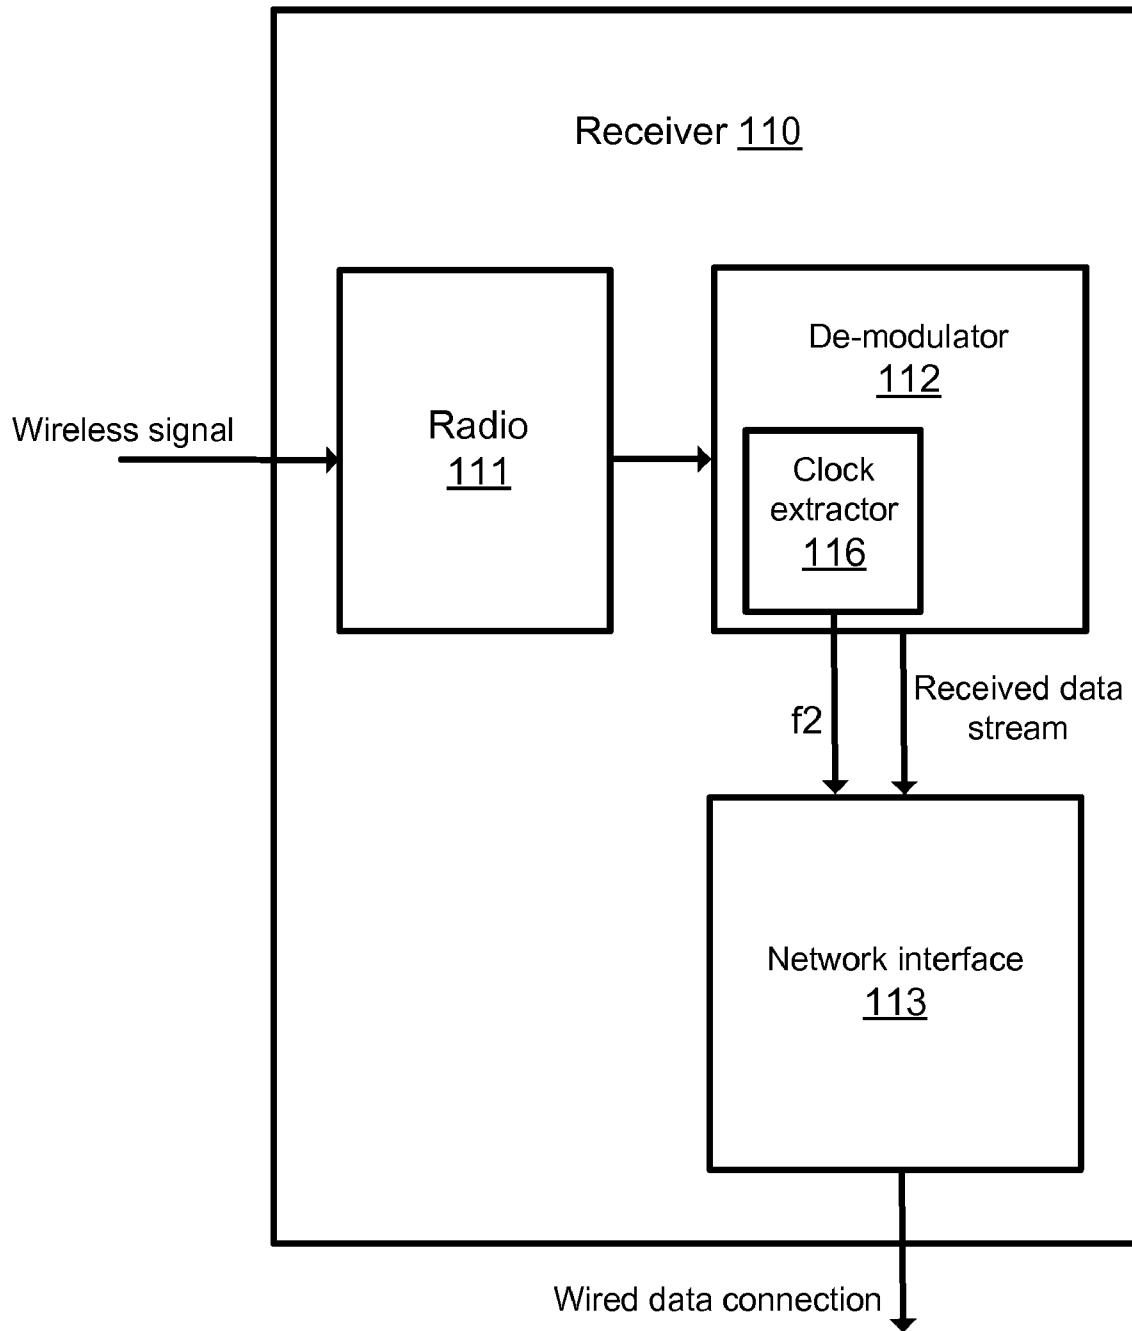 Receiver 110
De-modulator
112
Wireless signal
Radio
111
Clock
extractor
116
f2
Received data
stream
Network interface
113
Wired data connection